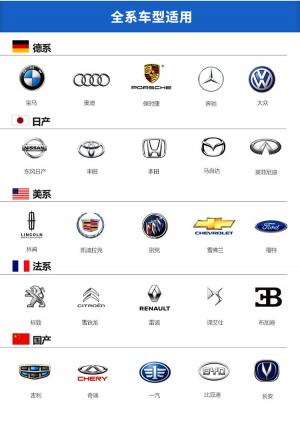 全系车型适用
德系
PORSCHE
宝马 奥迪 保时捷 奔驰 大众
日产
NISSAN
东风日产 丰田 本田 马自达 英菲尼迪
美系
LINCOLN CHEVROLET Ford
林肯 凯迪拉克 别克 雪佛兰 福特
法系
CITROËN RENAULT EB
标致 雪铁龙 雷诺 谛艾仕 布加迪
国产
CHERY BYD
吉利 奇瑞 一汽 比亚迪 长安